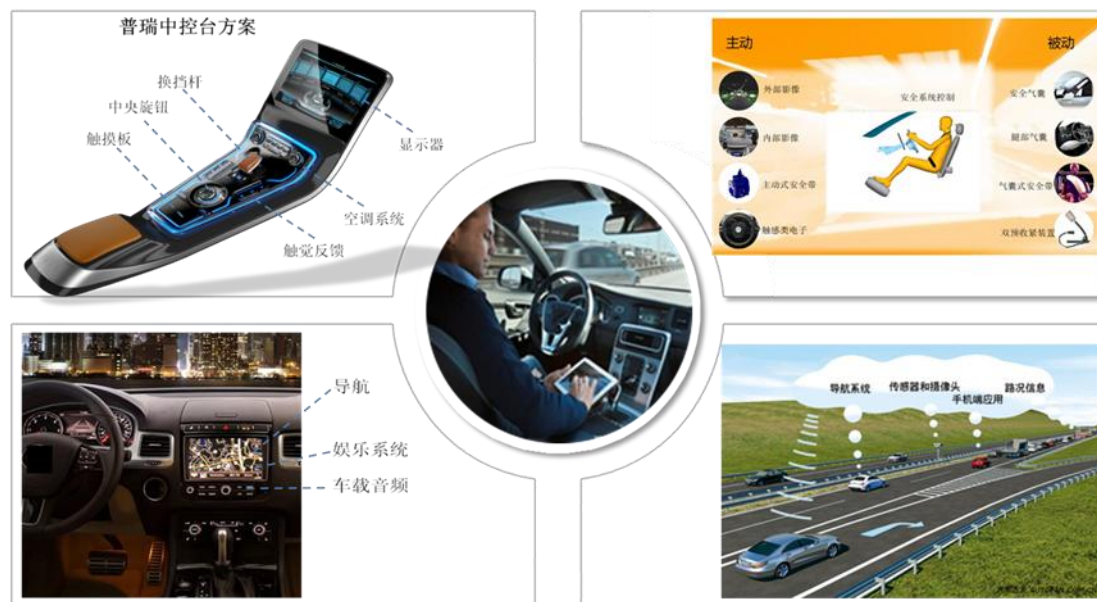 普瑞中控台方案
换挡杆
中央旋钮
触摸板
显示器
空调系统
触觉反馈
主动
被动
外部影像
安全系统控制
安全气囊
内部影像
腿部气囊
主动式安全带
气囊式安全带
触感类电子
双预收紧装置
导航
娱乐系统
车载音频
导航系统
传感器和摄像头
手机端应用
路况信息